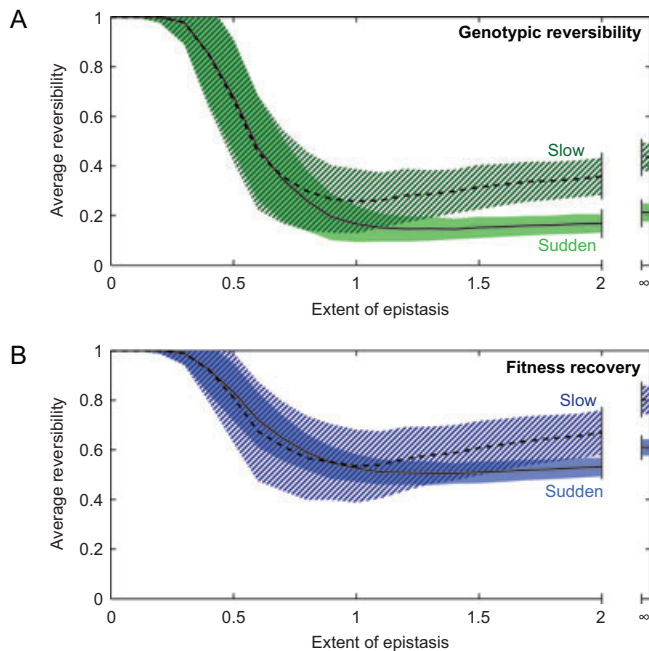 A
Genotypic reversibility
1
0.8
0.6
0.4
0.2
0
Average reversibility
Slow
Sudden
0
0.5
1
1.5
2
∞
Extent of epistasis
B
Fitness recovery
1
0.8
0.6
0.4
0.2
0
Average reversibility
Slow
Sudden
0
0.5
1
1.5
2
∞
Extent of epistasis